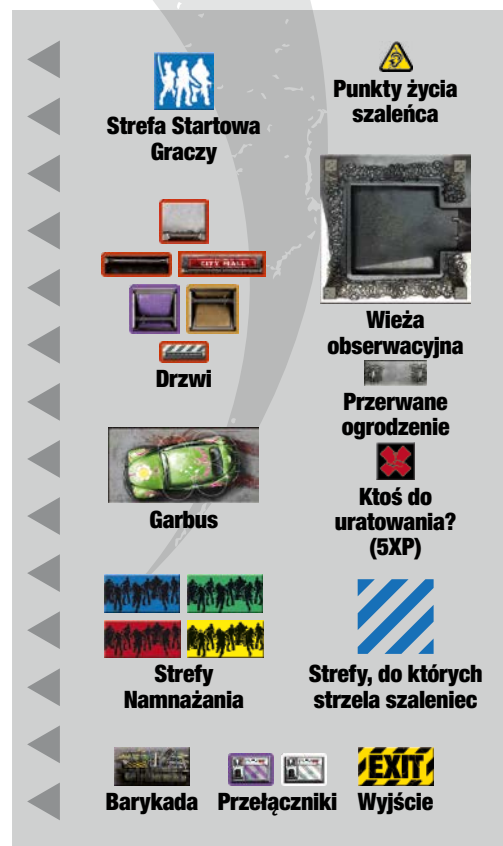 Strefa Startowa
Graczy
CITY MALL
Drzwi
Garbus
Strefy
Namnażania
Barykada
Przełączniki
Punkty życia
szaleńca
Wieża
obserwacyjna
Przerwane
ogrodzenie
Ktoś do
uratowania?
(5XP)
Strefy, do których
strzela szaleniec
EXIT
Wyjście